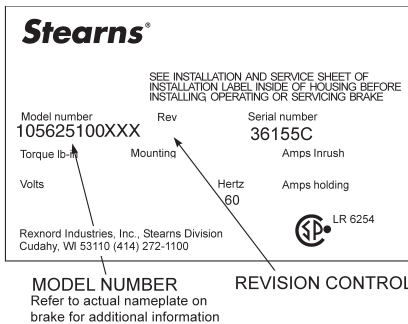 Stearns®
SEE INSTALLATION AND SERVICE SHEET OF
INSTALLATION LABEL INSIDE OF HOUSING BEFORE
INSTALLING, OPERATING OR SERVICING BRAKE
Model number Rev Serial number
105625100XXX 36155C
Torque lb-in Mounting Amps Inrush
Volts Hertz Amps holding
60
LR 6254
Rexnord Industries, Inc., Stearns Division
Cudahy, WI 53110 (414) 272-1100
MODEL NUMBER REVISION CONTROL
Refer to actual nameplate on
brake for additional information